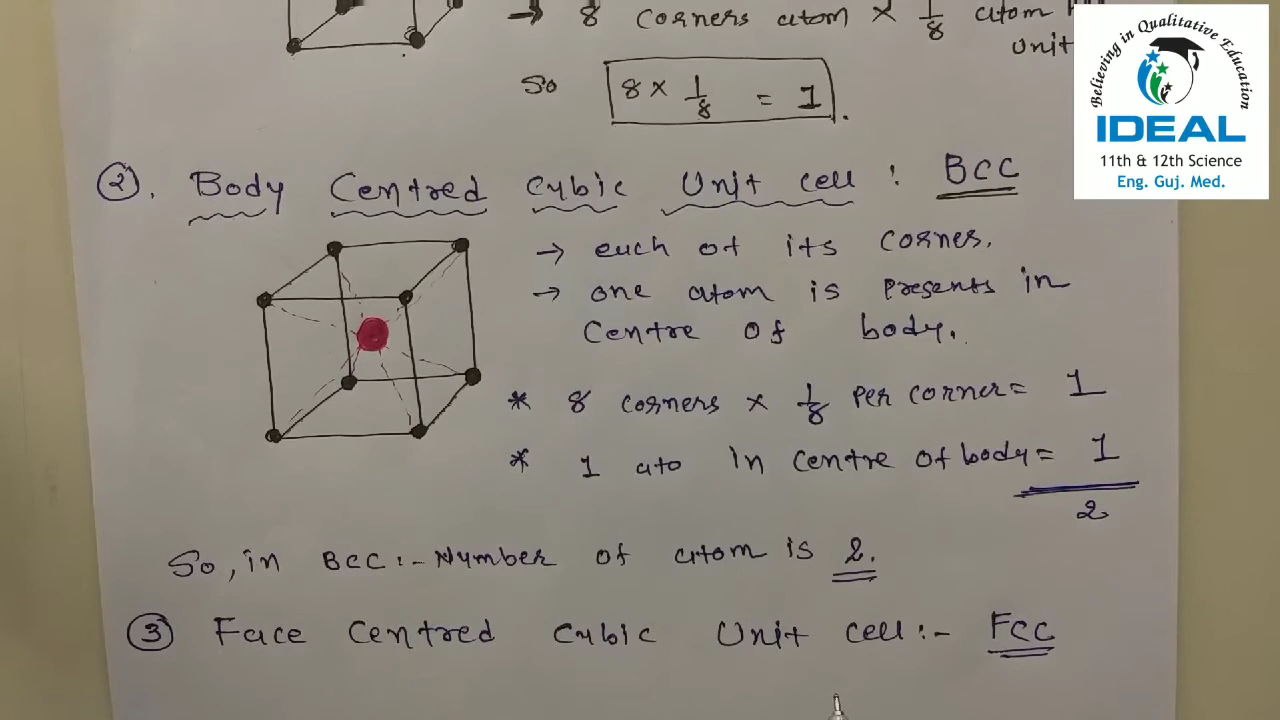 → 8 corners atom × 1/8 atom
unit
So 8 × 1/8 = 1.
②. Body Centred Cubic Unit cell : BCC
→ each of its corner.
→ one atom is presents in
Centre of body.
* 8 corners × 1/8 per corner = 1
* 1 ato in centre of body = 1
2
So, in BCC :- Number of atom is 2.
③ Face Centred Cubic Unit cell :- FCC
Believing in Qualitative Education
IDEAL
11th & 12th Science
Eng. Guj. Med.